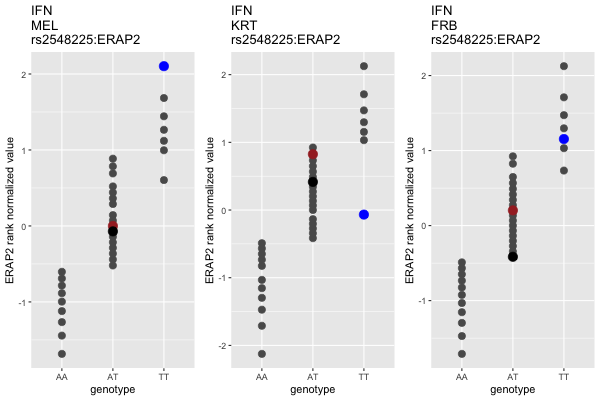 IFN
MEL
rs2548225:ERAP2
ERAP2 rank normalized value
2
1
0
-1
AA
AT
TT
genotype
IFN
KRT
rs2548225:ERAP2
ERAP2 rank normalized value
2
1
0
-1
-2
AA
AT
TT
genotype
IFN
FRB
rs2548225:ERAP2
ERAP2 rank normalized value
2
1
0
-1
AA
AT
TT
genotype